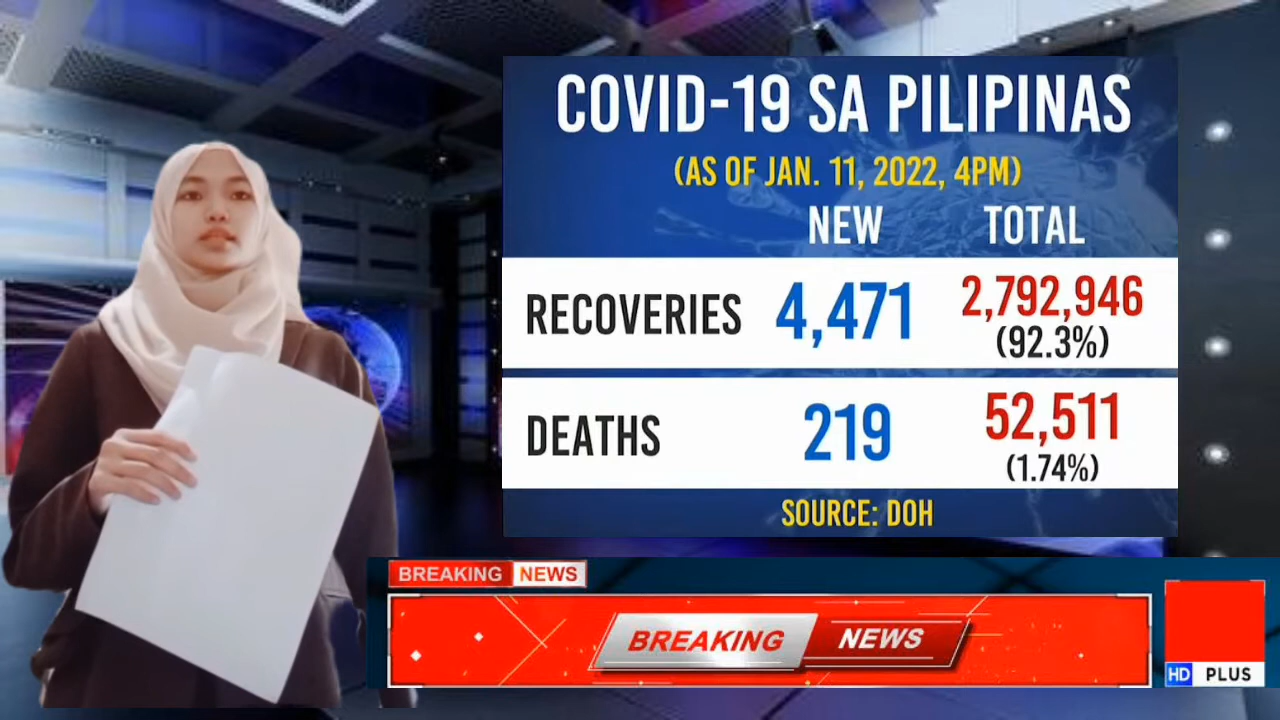 COVID-19 SA PILIPINAS
(AS OF JAN. 11, 2022, 4PM)
NEW TOTAL
RECOVERIES 4,471 2,792,946
(92.3%)
DEATHS 219 52,511
(1.74%)
SOURCE: DOH
BREAKING NEWS
BREAKING NEWS
HD PLUS